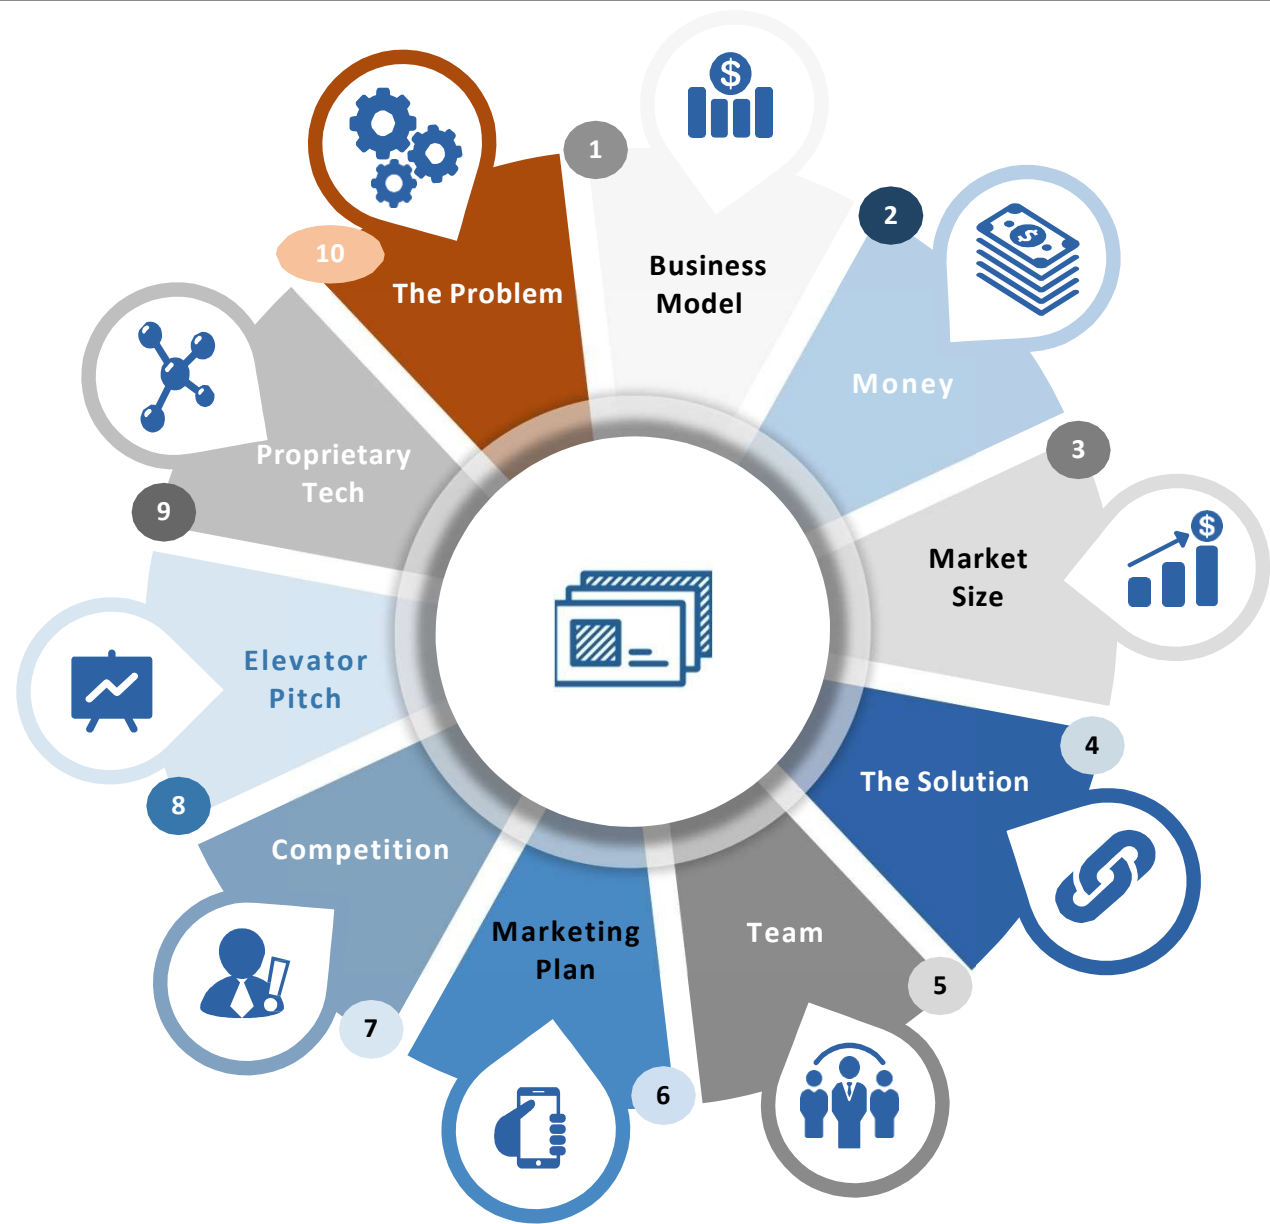 1
Business
Model
$
2
Money
$
3
Market
Size
$
4
The Solution
5
Team
6
Marketing
Plan
7
Competition
8
Elevator
Pitch
9
Proprietary
Tech
10
The Problem